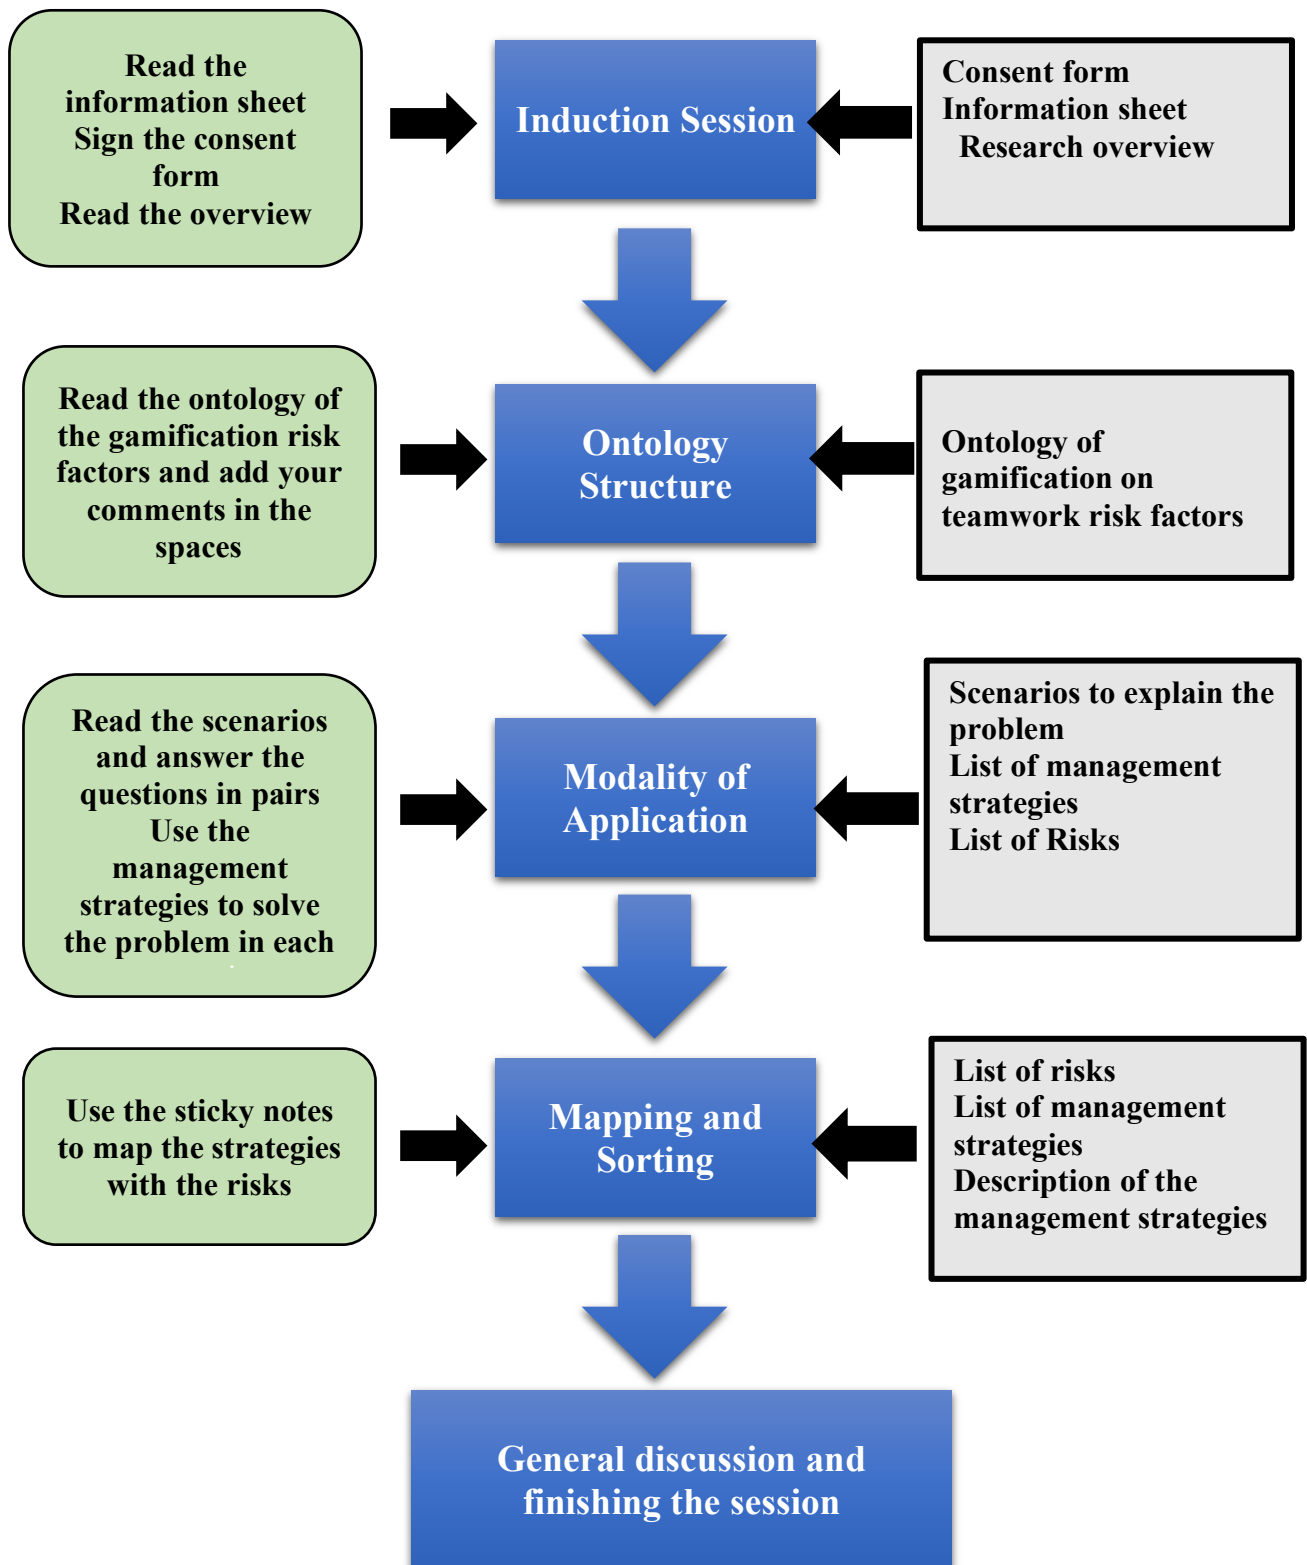 Read the
information sheet
Sign the consent
form
Read the overview
Induction Session
Consent form
Information sheet
Research overview
Read the ontology of
the gamification risk
factors and add your
comments in the
spaces
Ontology
Structure
Ontology of
gamification on
teamwork risk factors
Read the scenarios
and answer the
questions in pairs
Use the
management
strategies to solve
the problem in each
Modality of
Application
Scenarios to explain the
problem
List of management
strategies
List of Risks
Use the sticky notes
to map the strategies
with the risks
Mapping and
Sorting
List of risks
List of management
strategies
Description of the
management strategies
General discussion and
finishing the session